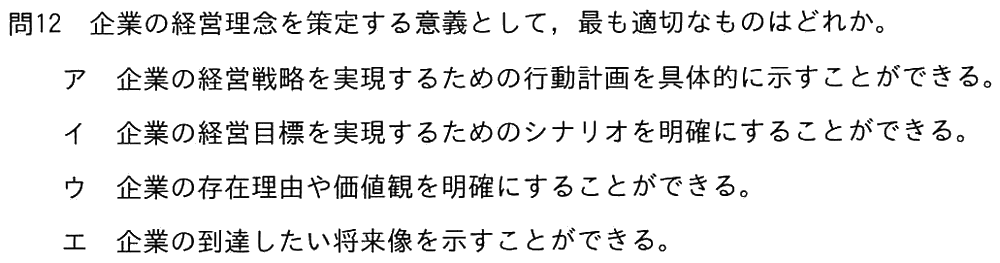 問12　企業の経営理念を策定する意義として，最も適切なものはどれか。
ア　企業の経営戦略を実現するための行動計画を具体的に示すことができる。
イ　企業の経営目標を実現するためのシナリオを明確にすることができる。
ウ　企業の存在理由や価値観を明確にすることができる。
エ　企業の到達したい将来像を示すことができる。